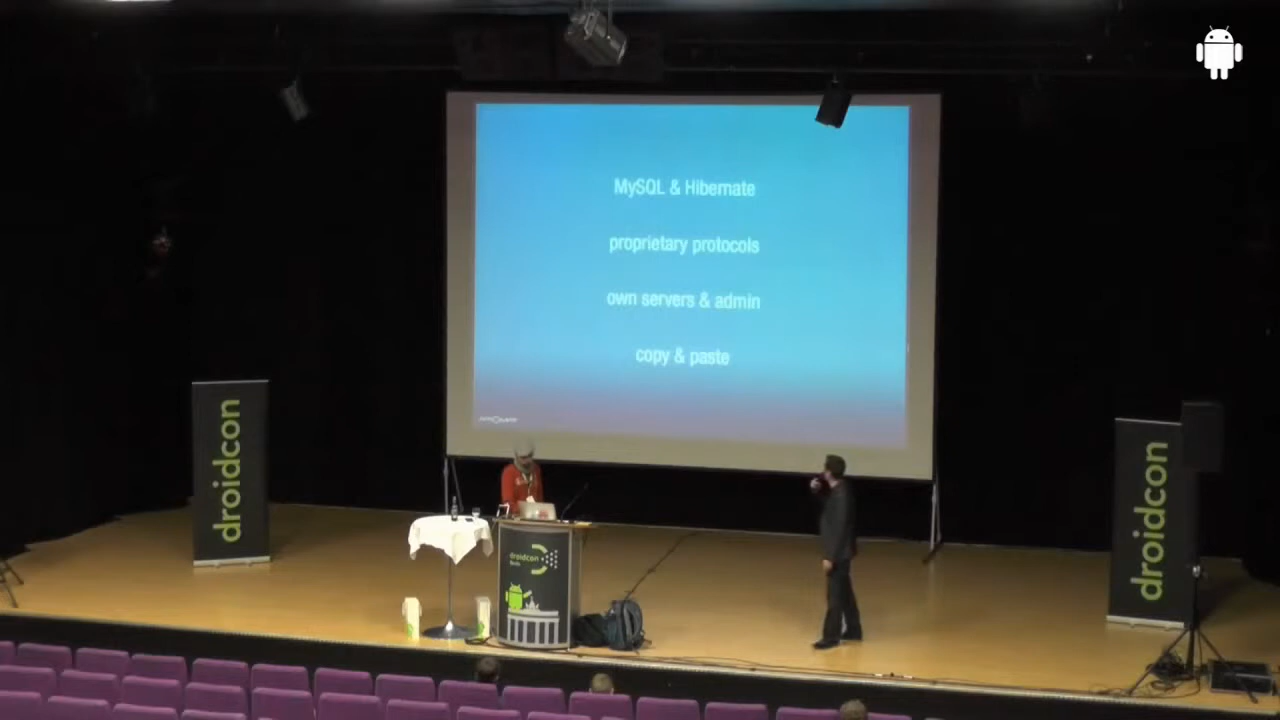 MySQL & Hibernate
proprietary protocols
own servers & admin
copy & paste
droidcon
droidcon
droidcon